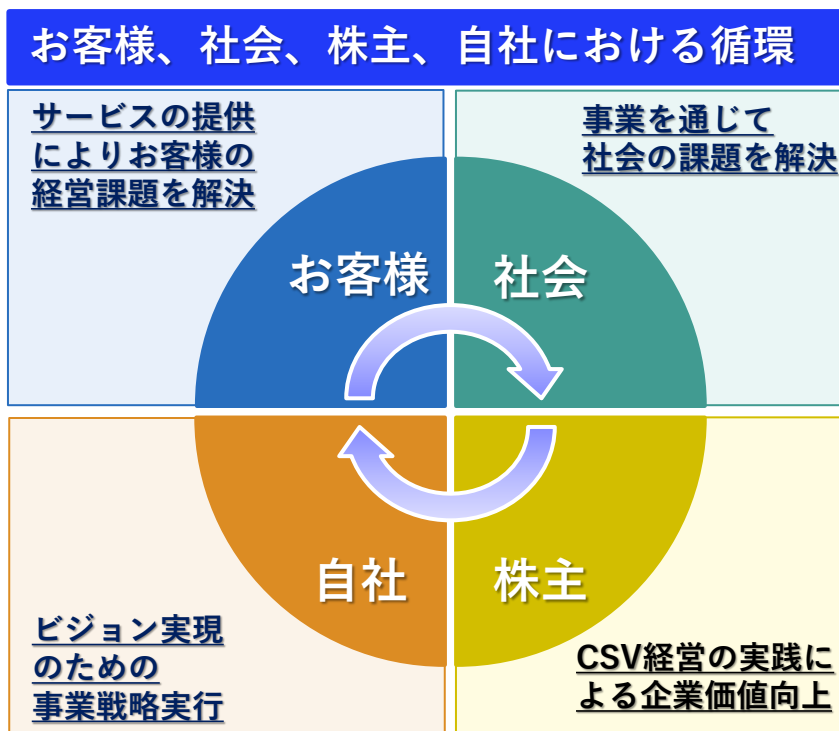 お客様、社会、株主、自社における循環
サービスの提供
によりお客様の
経営課題を解決
事業を通じて
社会の課題を解決
お客様
社会
自社
株主
ビジョン実現
のための
事業戦略実行
CSV経営の実践に
よる企業価値向上